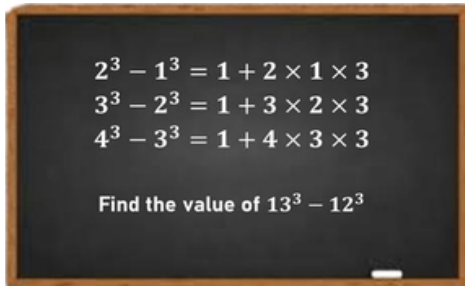 2³ − 1³ = 1 + 2 × 1 × 3
3³ − 2³ = 1 + 3 × 2 × 3
4³ − 3³ = 1 + 4 × 3 × 3
Find the value of 13³ − 12³